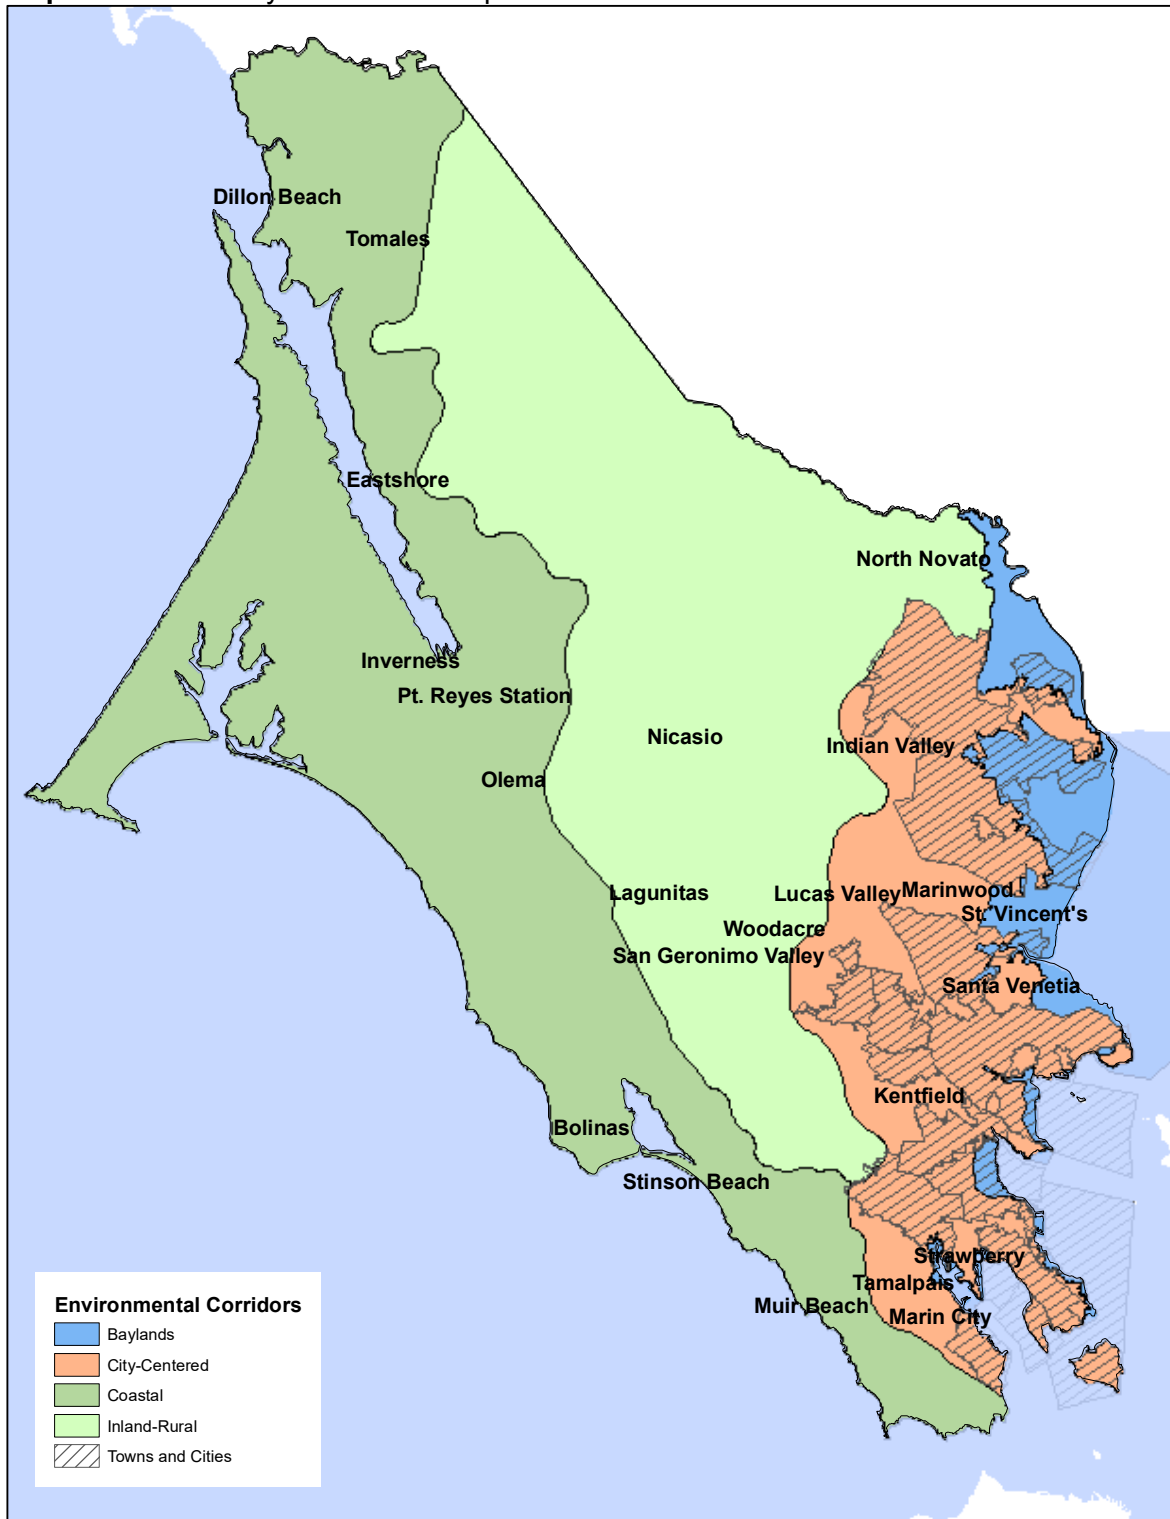 Dillon Beach
Tomales
Eastshore
North Novato
Inverness
Pt. Reyes Station
Nicasio
Indian Valley
Olema
Lagunitas
Lucas Valley
Marinwood
St. Vincent's
Woodacre
San Geronimo Valley
Santa Venetia
Kentfield
Bolinas
Stinson Beach
Strawberry
Tamalpais
Muir Beach
Marin City
Environmental Corridors
Baylands
City-Centered
Coastal
Inland-Rural
Towns and Cities